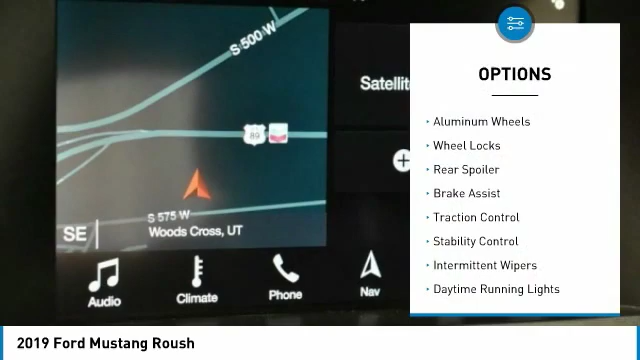 S 500 W
Satellit
89
S 575 W
SE
Woods Cross, UT
Audio
Climate
Phone
Nav
OPTIONS
• Aluminum Wheels
• Wheel Locks
• Rear Spoiler
• Brake Assist
• Traction Control
• Stability Control
• Intermittent Wipers
• Daytime Running Lights
2019 Ford Mustang Roush